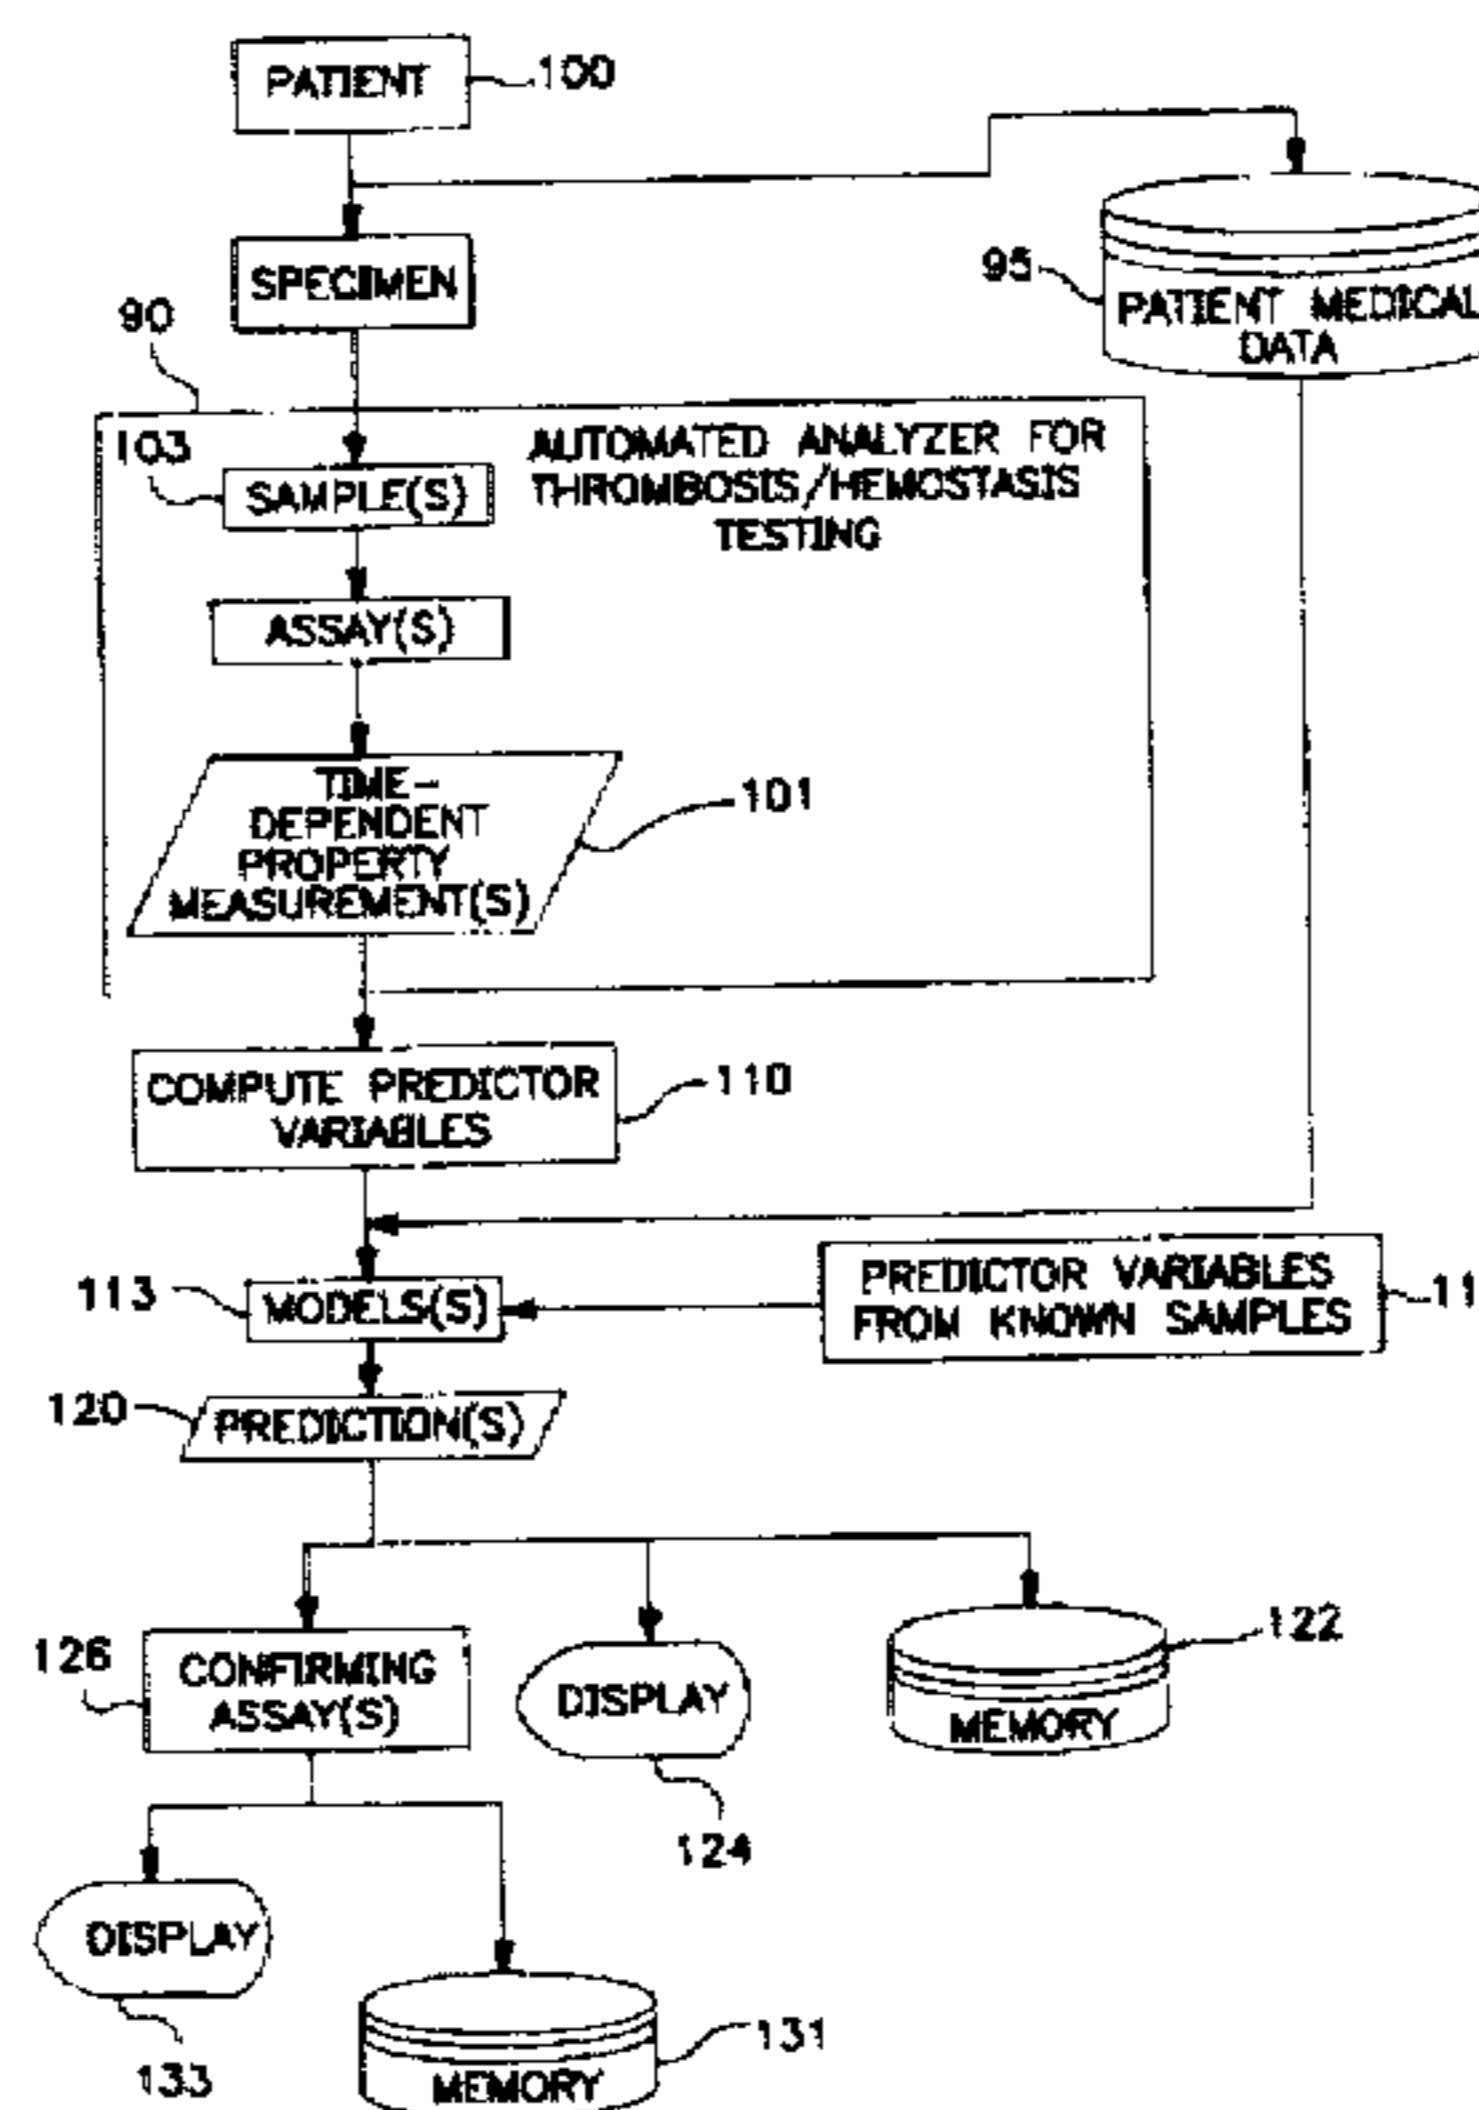 PATIENT
100
SPECIMEN
95
PATIENT MEDICAL
DATA
90
103
AUTOMATED ANALYZER FOR
THROMBOSIS/HEMOSTASIS
TESTING
SAMPLE(S)
ASSAY(S)
TIME-
DEPENDENT
PROPERTY
MEASUREMENT(S)
101
COMPUTE PREDICTOR
VARIABLES
110
113
MODELS(S)
PREDICTOR VARIABLES
FROM KNOWN SAMPLES
11
120
PREDICTION(S)
126
CONFIRMING
ASSAY(S)
DISPLAY
124
MEMORY
122
DISPLAY
133
MEMORY
131